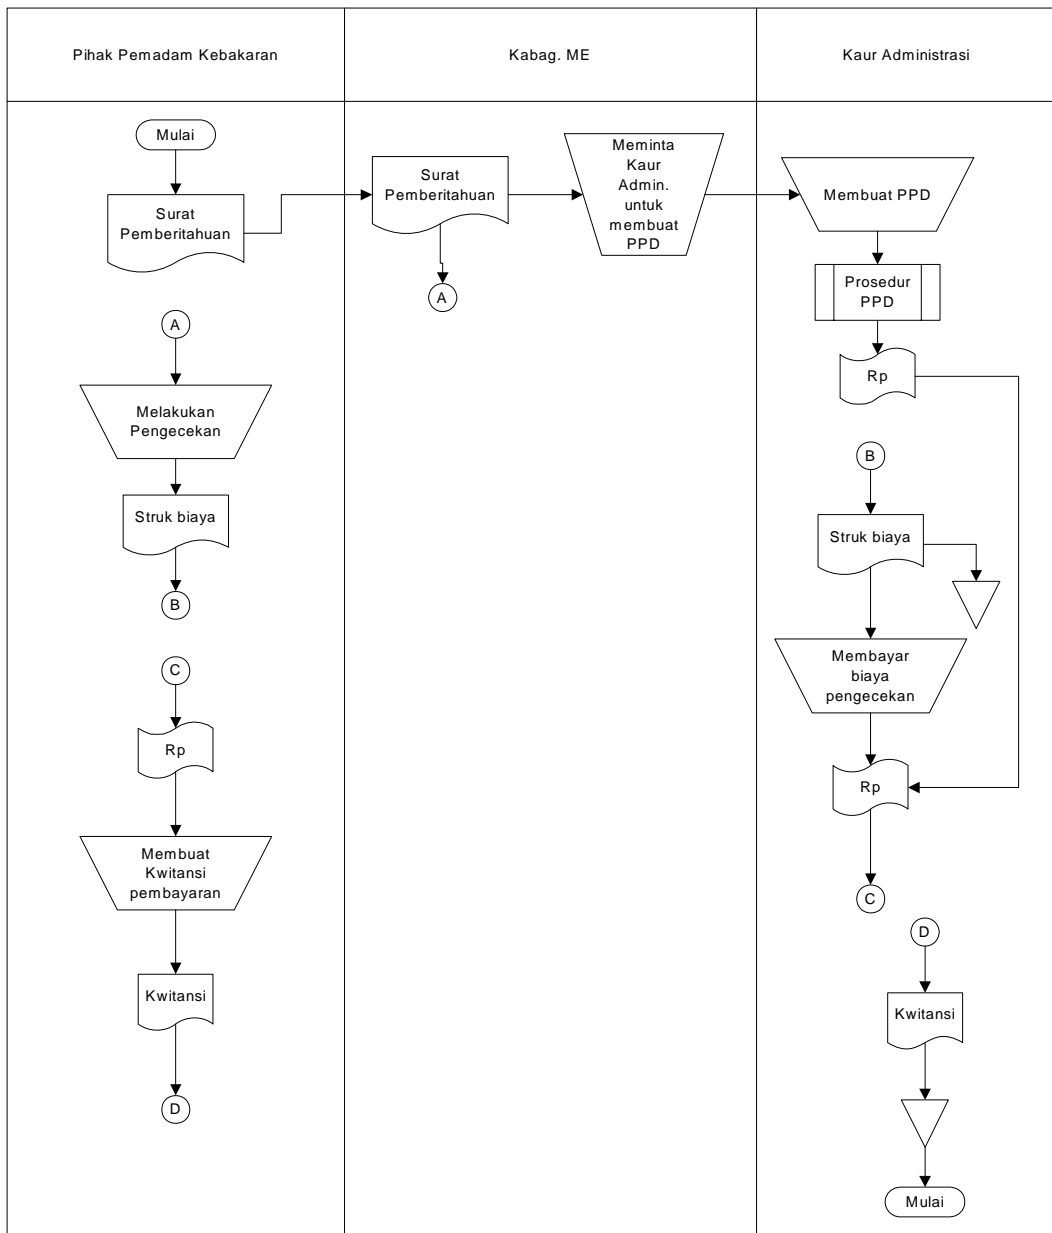 Pihak Pemadam Kebakaran
Kabag. ME
Kaur Administrasi
Mulai
Surat
Pemberitahuan
A
Melakukan
Pengecekan
Struk biaya
B
C
Rp
Membuat
Kwitansi
pembayaran
Kwitansi
D
Surat
Pemberitahuan
A
Meminta
Kaur
Admin.
untuk
membuat
PPD
Membuat PPD
Prosedur
PPD
Rp
B
Struk biaya
Membayar
biaya
pengecekan
Rp
C
D
Kwitansi
Mulai